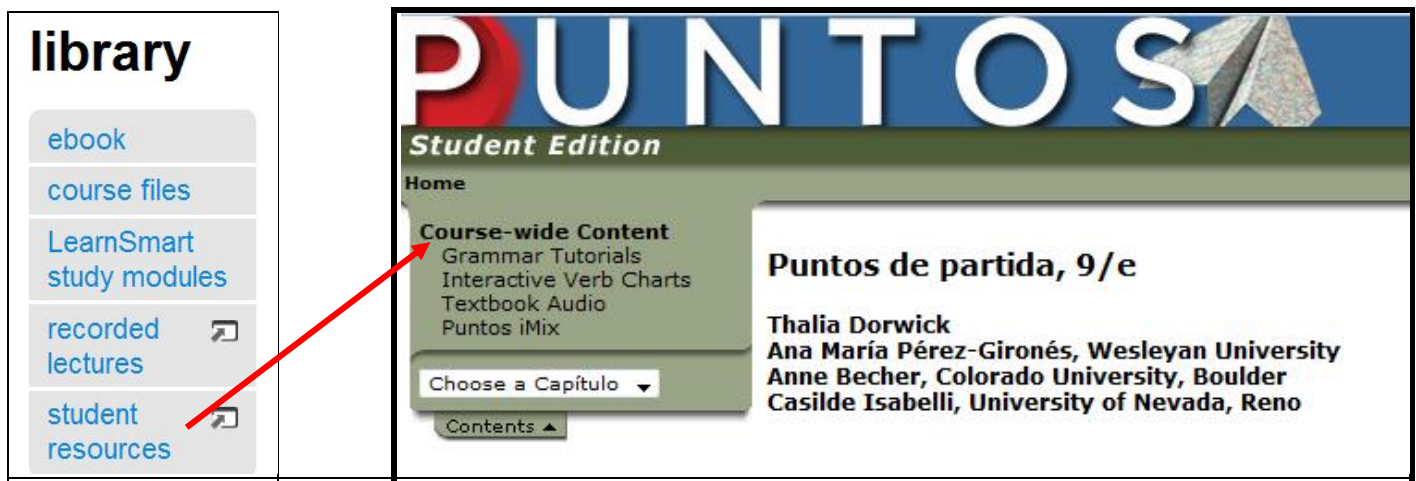 library
ebook
course files
LearnSmart
study modules
recorded
lectures
student
resources
PUNTOS
Student Edition
Home
Course-wide Content
Grammar Tutorials
Interactive Verb Charts
Textbook Audio
Puntos iMix
Choose a Capítulo
Contents
Puntos de partida, 9/e
Thalia Dorwick
Ana María Pérez-Gironés, Wesleyan University
Anne Becher, Colorado University, Boulder
Casilde Isabelli, University of Nevada, Reno